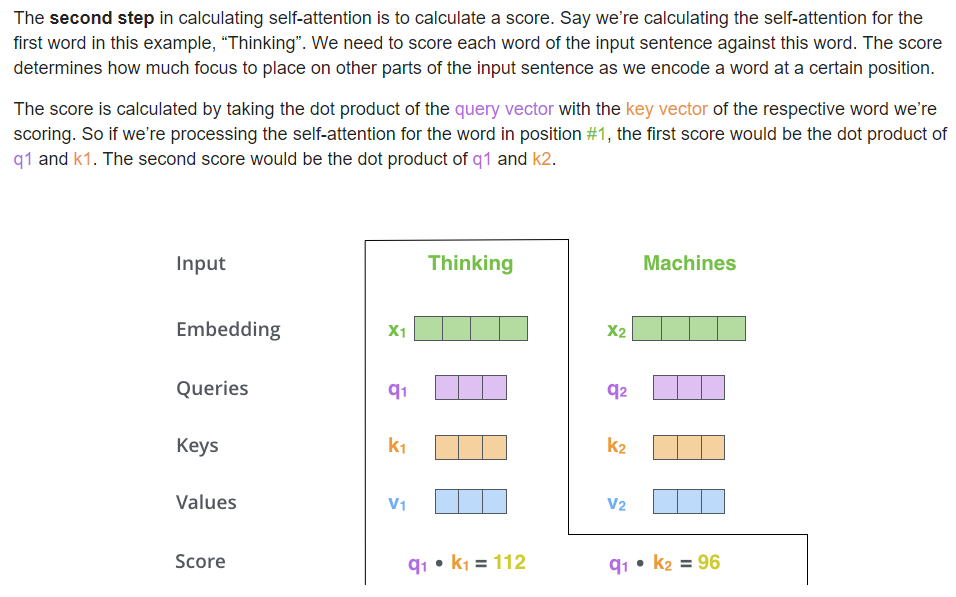 The second step in calculating self-attention is to calculate a score. Say we’re calculating the self-attention for the
first word in this example, “Thinking”. We need to score each word of the input sentence against this word. The score
determines how much focus to place on other parts of the input sentence as we encode a word at a certain position.
The score is calculated by taking the dot product of the query vector with the key vector of the respective word we’re
scoring. So if we’re processing the self-attention for the word in position #1, the first score would be the dot product of
q1 and k1. The second score would be the dot product of q1 and k2.
Input Thinking Machines
Embedding x₁ x₂
Queries q₁ q₂
Keys k₁ k₂
Values v₁ v₂
Score q₁ • k₁ = 112 q₁ • k₂ = 96